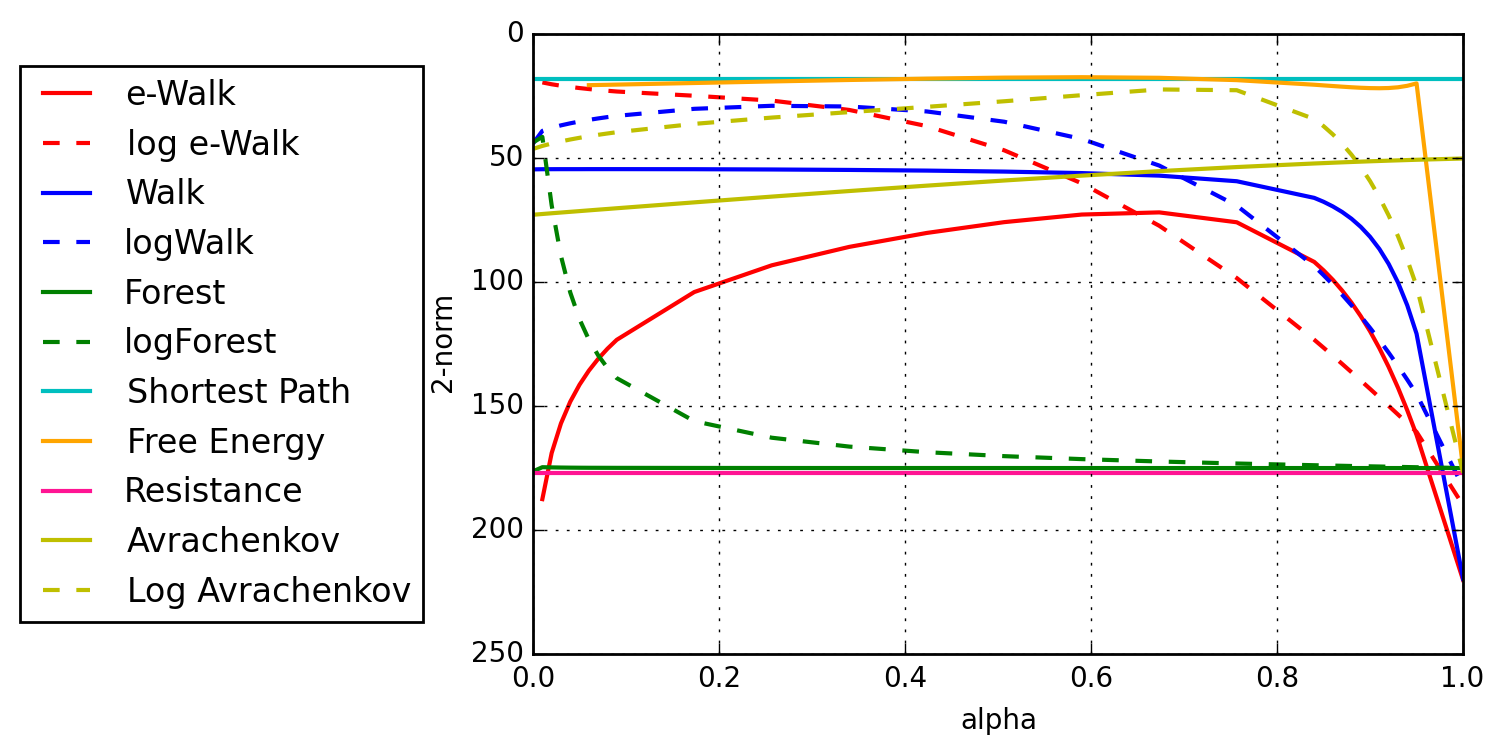 e-Walk
log e-Walk
Walk
logWalk
Forest
logForest
Shortest Path
Free Energy
Resistance
Avrachenkov
Log Avrachenkov
2-norm
0
50
100
150
200
250
0.0 0.2 0.4 0.6 0.8 1.0
alpha